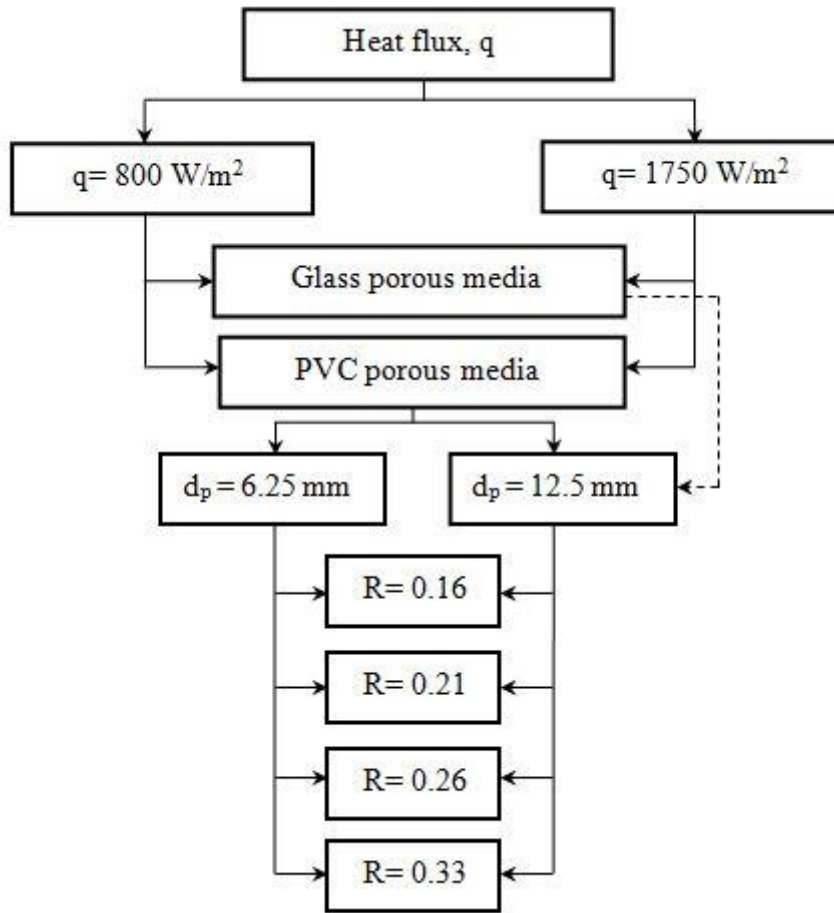 Heat flux, q
q= 800 W/m²
q= 1750 W/m²
Glass porous media
PVC porous media
dₚ = 6.25 mm
dₚ = 12.5 mm
R= 0.16
R= 0.21
R= 0.26
R= 0.33